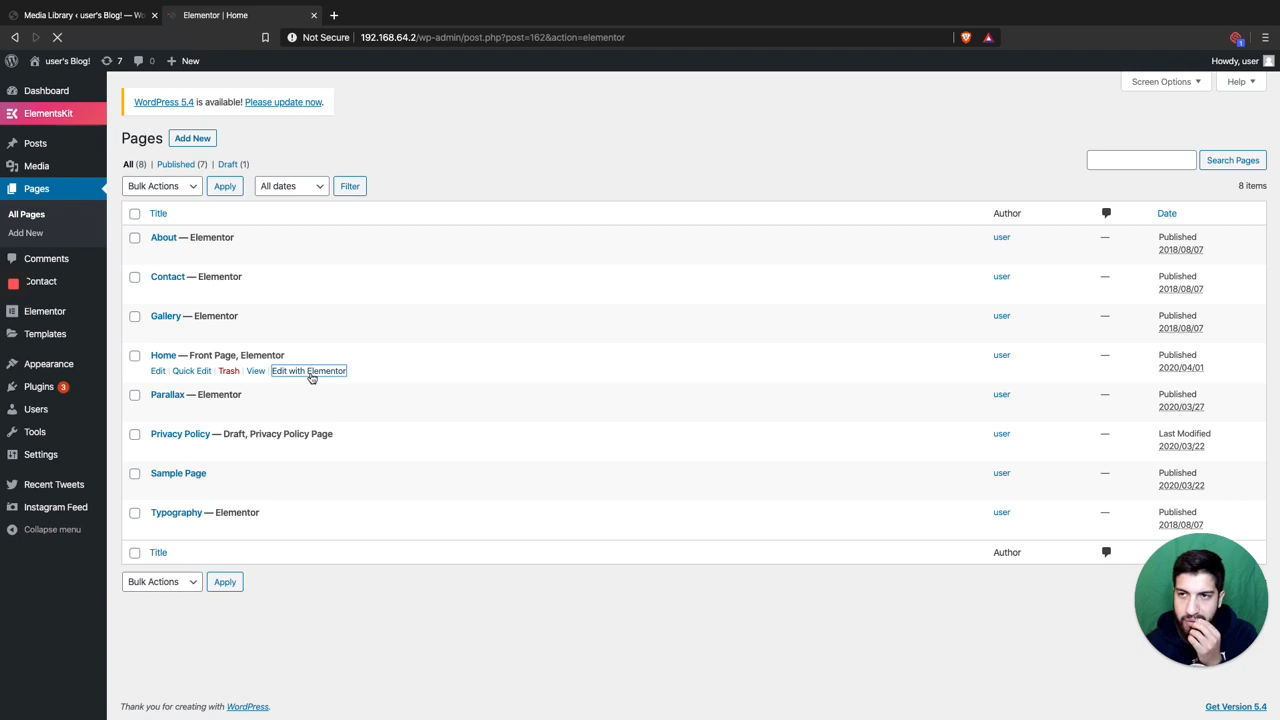 Media Library ‹ user's Blog! — Wo
Elementor | Home
Not Secure 192.168.64.2/wp-admin/post.php?post=162&action=elementor
1
user's Blog! 7 0 New
Howdy, user
Screen Options
Help
Dashboard
ElementsKit
Posts
Media
Pages
All Pages
Add New
Comments
Contact
Elementor
Templates
Appearance
Plugins 3
Users
Tools
Settings
Recent Tweets
Instagram Feed
Collapse menu
WordPress 5.4 is available! Please update now.
Pages Add New
All (8) | Published (7) | Draft (1)
Search Pages
Bulk Actions Apply All dates Filter
8 items
Title Author Date
About — Elementor user — Published
2018/08/07
Contact — Elementor user — Published
2018/08/07
Gallery — Elementor user — Published
2018/08/07
Home — Front Page, Elementor user — Published
Edit | Quick Edit | Trash | View | Edit with Elementor 2020/04/01
Parallax — Elementor user — Published
2020/03/27
Privacy Policy — Draft, Privacy Policy Page user — Last Modified
2020/03/22
Sample Page user — Published
2020/03/22
Typography — Elementor user — Published
2018/08/07
Title Author
Bulk Actions Apply
Thank you for creating with WordPress.
Get Version 5.4